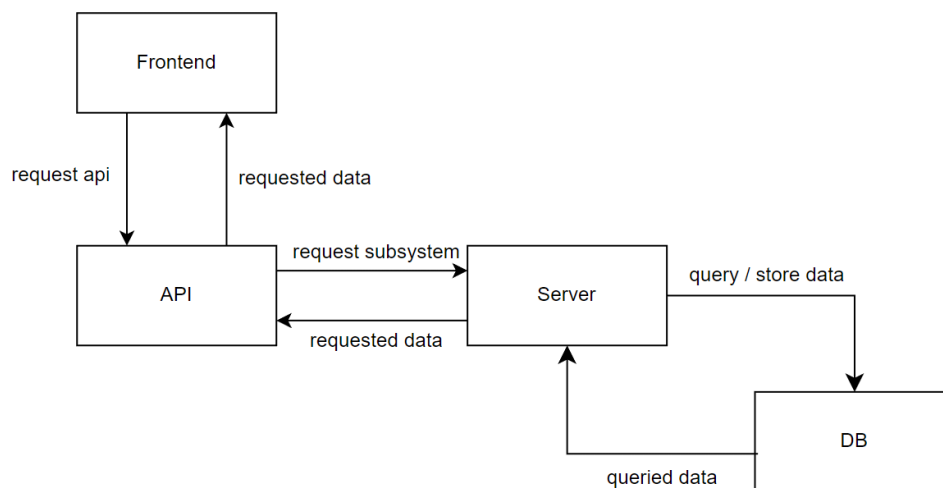 Frontend
request api
requested data
request subsystem
API
Server
query / store data
requested data
DB
queried data